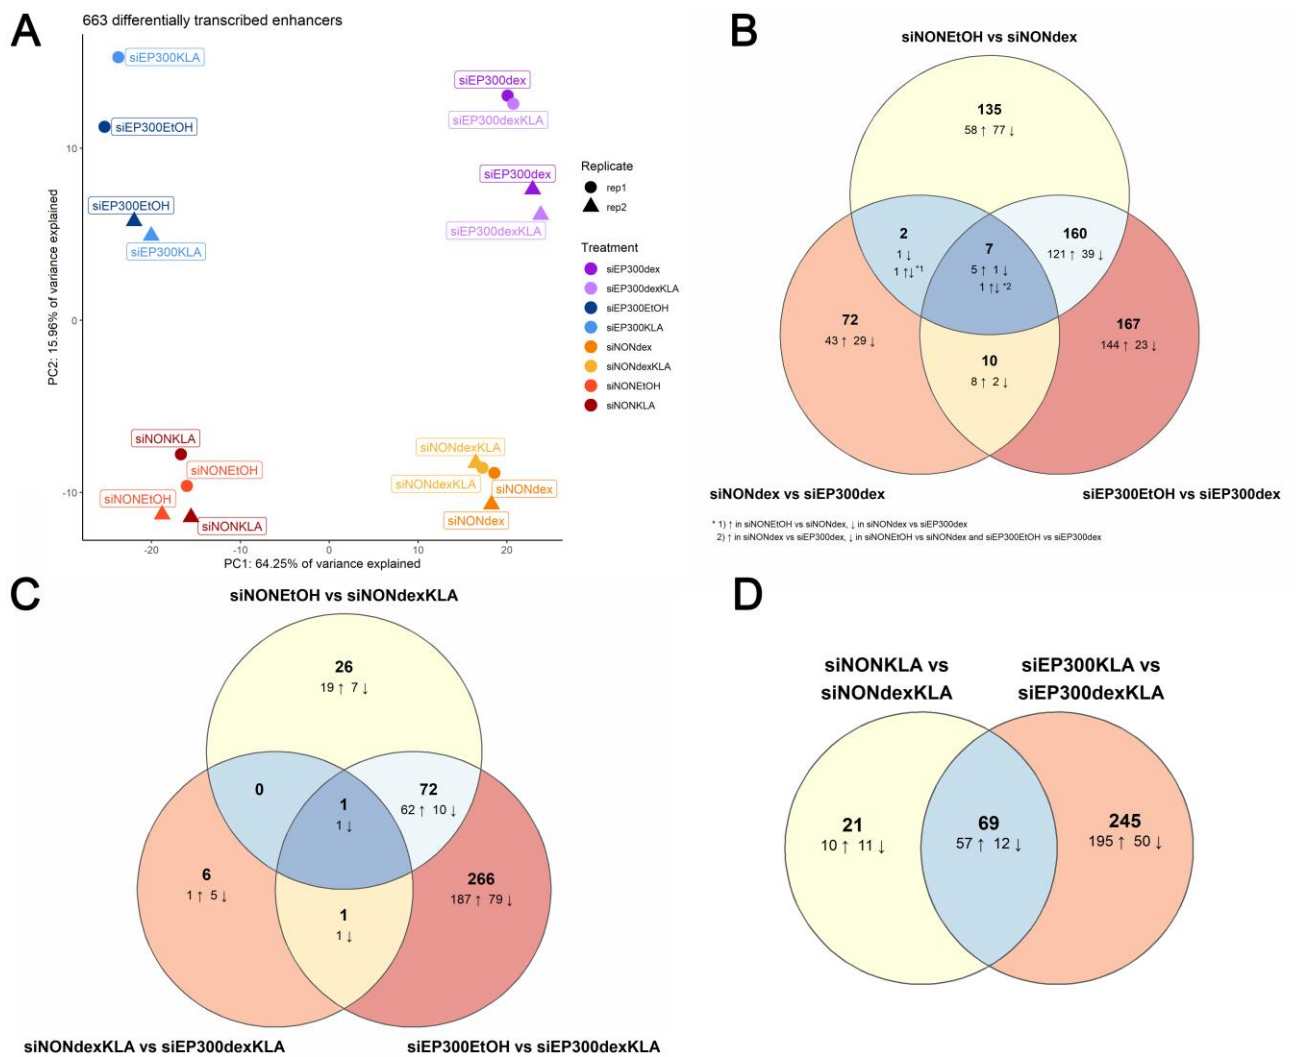 A
663 differentially transcribed enhancers
siEP300KLA
siEP300EtOH
siEP300EtOH
siEP300KLA
siEP300dex
siEP300dexKLA
siEP300dex
siEP300dexKLA
siNONKLA
siNONEtOH
siNONEtOH
siNONKLA
siNONdexKLA
siNONdexKLA
siNONdex
siNONdex
10
0
-10
PC2: 15.96% of variance explained
-20
-10
0
10
20
PC1: 64.25% of variance explained
Replicate
rep1
rep2
Treatment
siEP300dex
siEP300dexKLA
siEP300EtOH
siEP300KLA
siNONdex
siNONdexKLA
siNONEtOH
siNONKLA
B
siNONEtOH vs siNONdex
135
58 ↑ 77 ↓
2
1 ↓
1 ↑↓ *1
7
5 ↑ 1 ↓
1 ↑↓ *2
160
121 ↑ 39 ↓
72
43 ↑ 29 ↓
10
8 ↑ 2 ↓
167
144 ↑ 23 ↓
siNONdex vs siEP300dex
siEP300EtOH vs siEP300dex
* 1) ↑ in siNONEtOH vs siNONdex, ↓ in siNONdex vs siEP300dex
2) ↑ in siNONdex vs siEP300dex, ↓ in siNONEtOH vs siNONdex and siEP300EtOH vs siEP300dex
C
siNONEtOH vs siNONdexKLA
26
19 ↑ 7 ↓
0
1
1 ↓
72
62 ↑ 10 ↓
6
1 ↑ 5 ↓
1
1 ↓
266
187 ↑ 79 ↓
siNONdexKLA vs siEP300dexKLA
siEP300EtOH vs siEP300dexKLA
D
siNONKLA vs
siNONdexKLA
siEP300KLA vs
siEP300dexKLA
21
10 ↑ 11 ↓
69
57 ↑ 12 ↓
245
195 ↑ 50 ↓